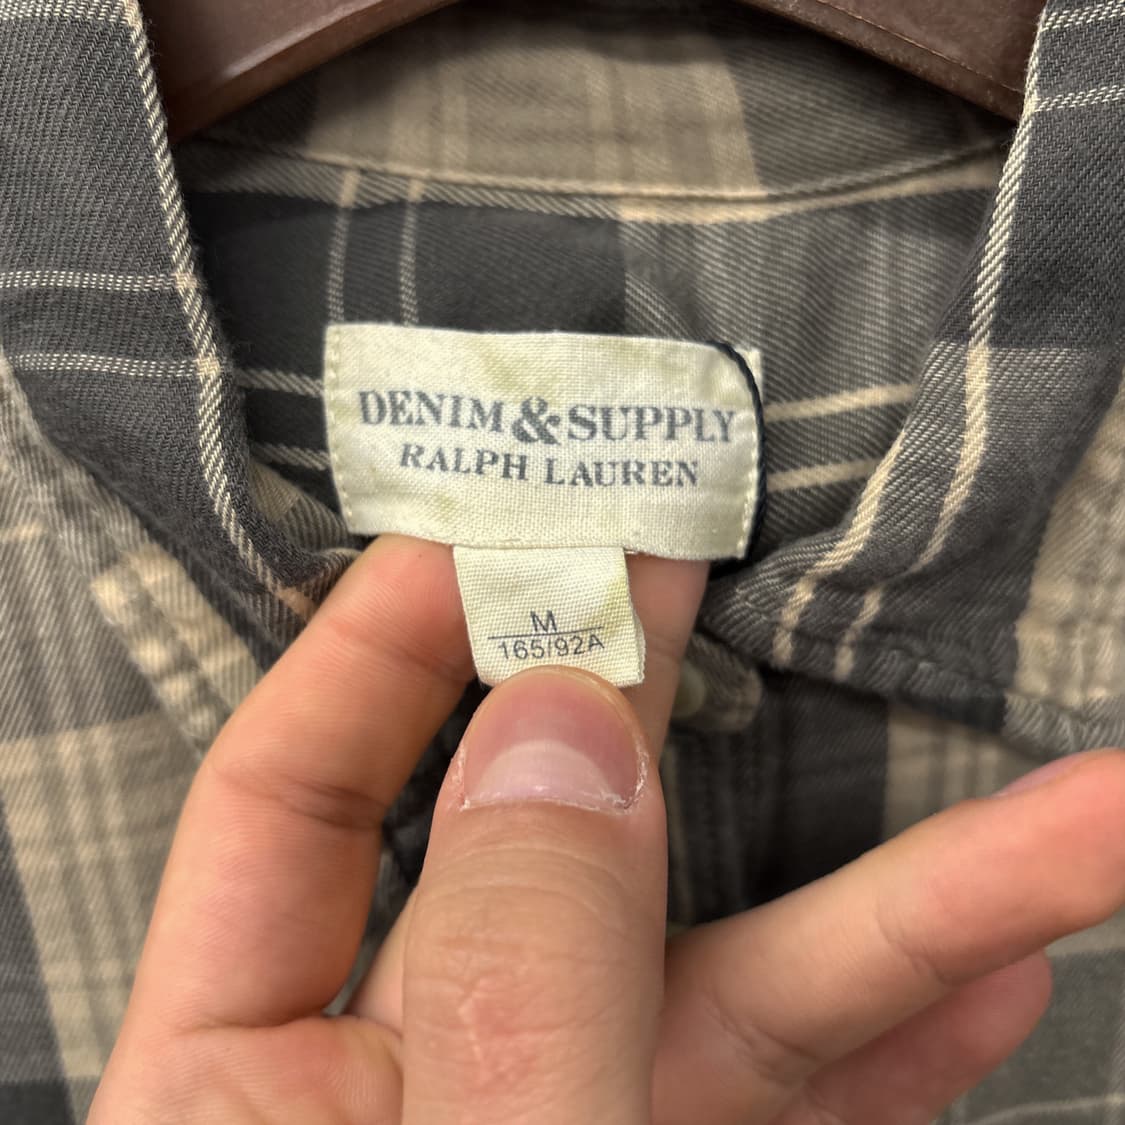 DENIM & SUPPLY
RALPH LAUREN
M
165/92A